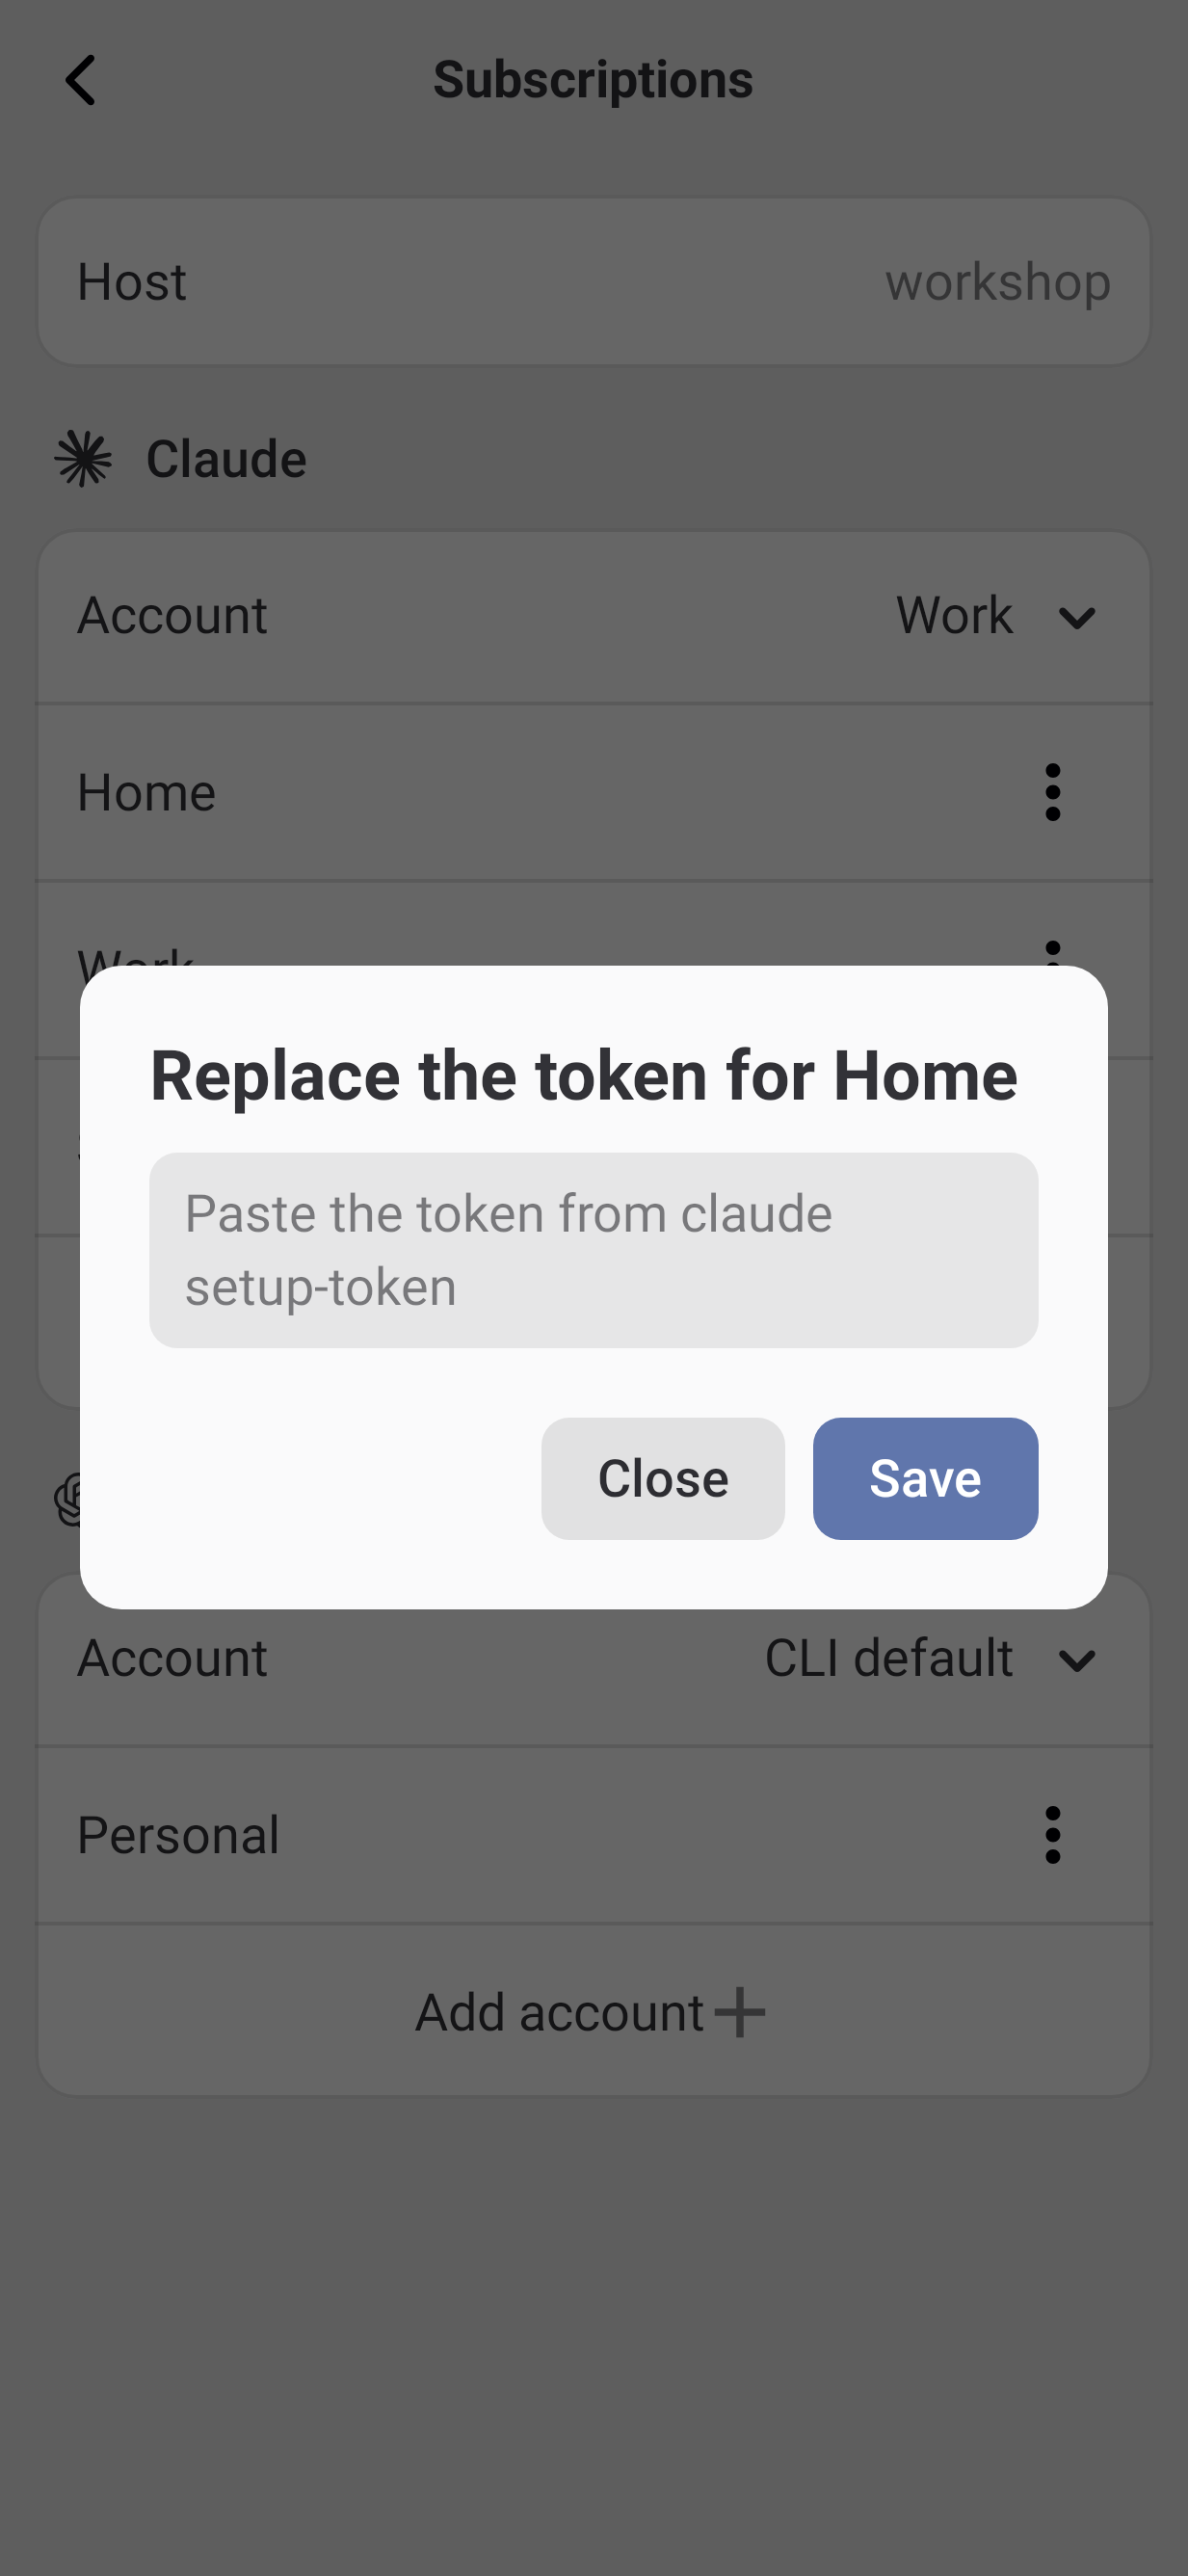 Subscriptions
Host
workshop
Claude
Account
Work
Home
Work
Replace the token for Home
Paste the token from claude
setup-token
Close
Save
Account
CLI default
Personal
Add account